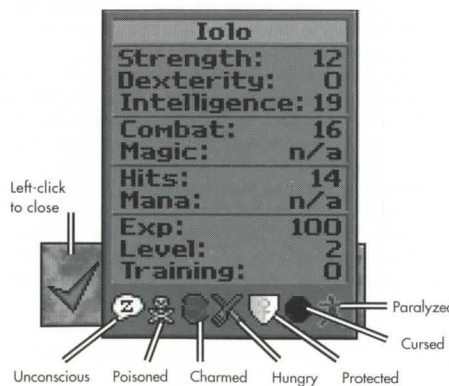 Iolo
Strength: 12
Dexterity: 0
Intelligence: 19
Combat: 16
Magic: n/a
Hits: 14
Mana: n/a
Exp: 100
Level: 2
Training: 0
Left-click
to close
Z
Paralyzed
Cursed
Unconscious Poisoned Charmed Hungry Protected